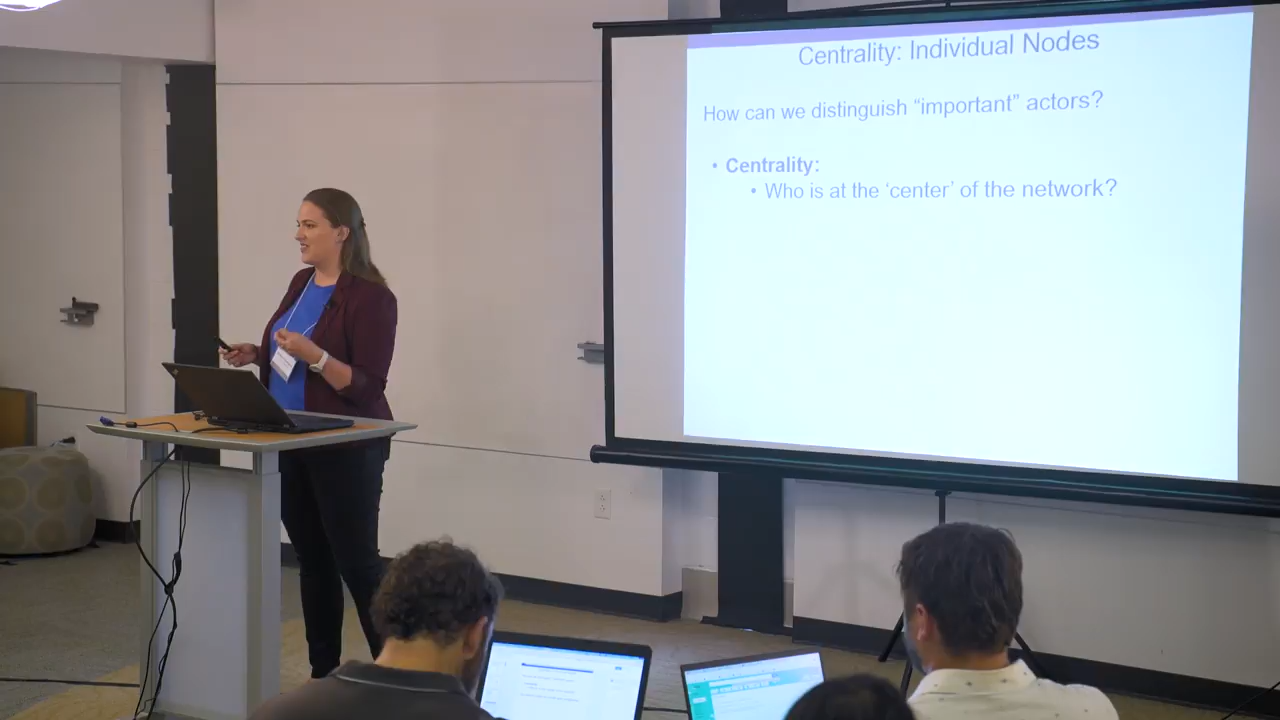 Centrality: Individual Nodes
How can we distinguish “important” actors?
• Centrality:
• Who is at the ‘center’ of the network?